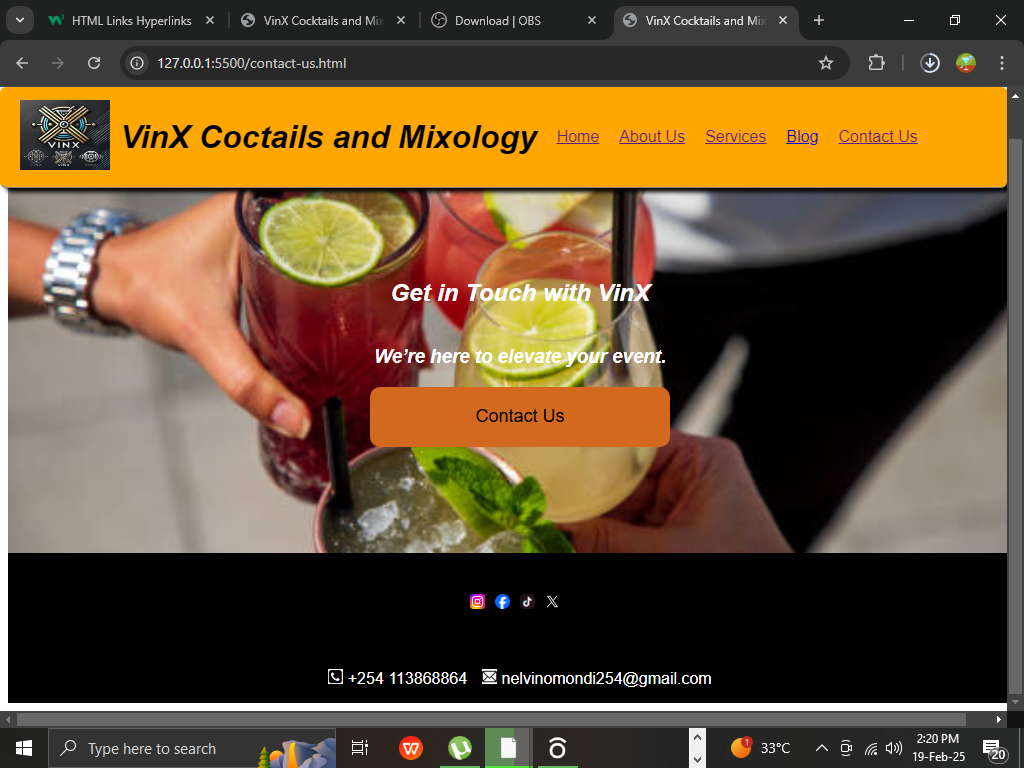 HTML Links Hyperlinks
VinX Cocktails and Mix
Download | OBS
VinX Cocktails and Mix
127.0.0.1:5500/contact-us.html
VINX
VinX Coctails and Mixology
Home
About Us
Services
Blog
Contact Us
Get in Touch with VinX
We’re here to elevate your event.
Contact Us
+254 113868864
nelvinomondi254@gmail.com
Type here to search
W
1
33°C
2:20 PM
19-Feb-25
20